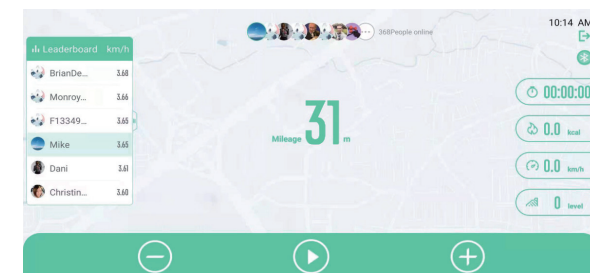 10:14 AM
368People online
Leaderboard km/h
BrianDe... 3.68
Monroy... 3.66
F13349... 3.65
Mike 3.65
Dani 3.61
Christin... 3.60
Mileage 31 m
00:00:00
0.0 kcal
0.0 km/h
0 level